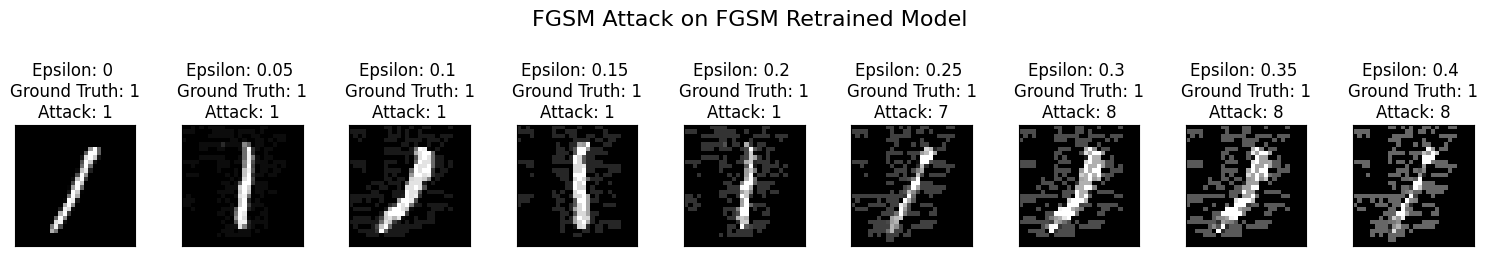 FGSM Attack on FGSM Retrained Model
Epsilon: 0
Ground Truth: 1
Attack: 1
Epsilon: 0.05
Ground Truth: 1
Attack: 1
Epsilon: 0.1
Ground Truth: 1
Attack: 1
Epsilon: 0.15
Ground Truth: 1
Attack: 1
Epsilon: 0.2
Ground Truth: 1
Attack: 1
Epsilon: 0.25
Ground Truth: 1
Attack: 7
Epsilon: 0.3
Ground Truth: 1
Attack: 8
Epsilon: 0.35
Ground Truth: 1
Attack: 8
Epsilon: 0.4
Ground Truth: 1
Attack: 8